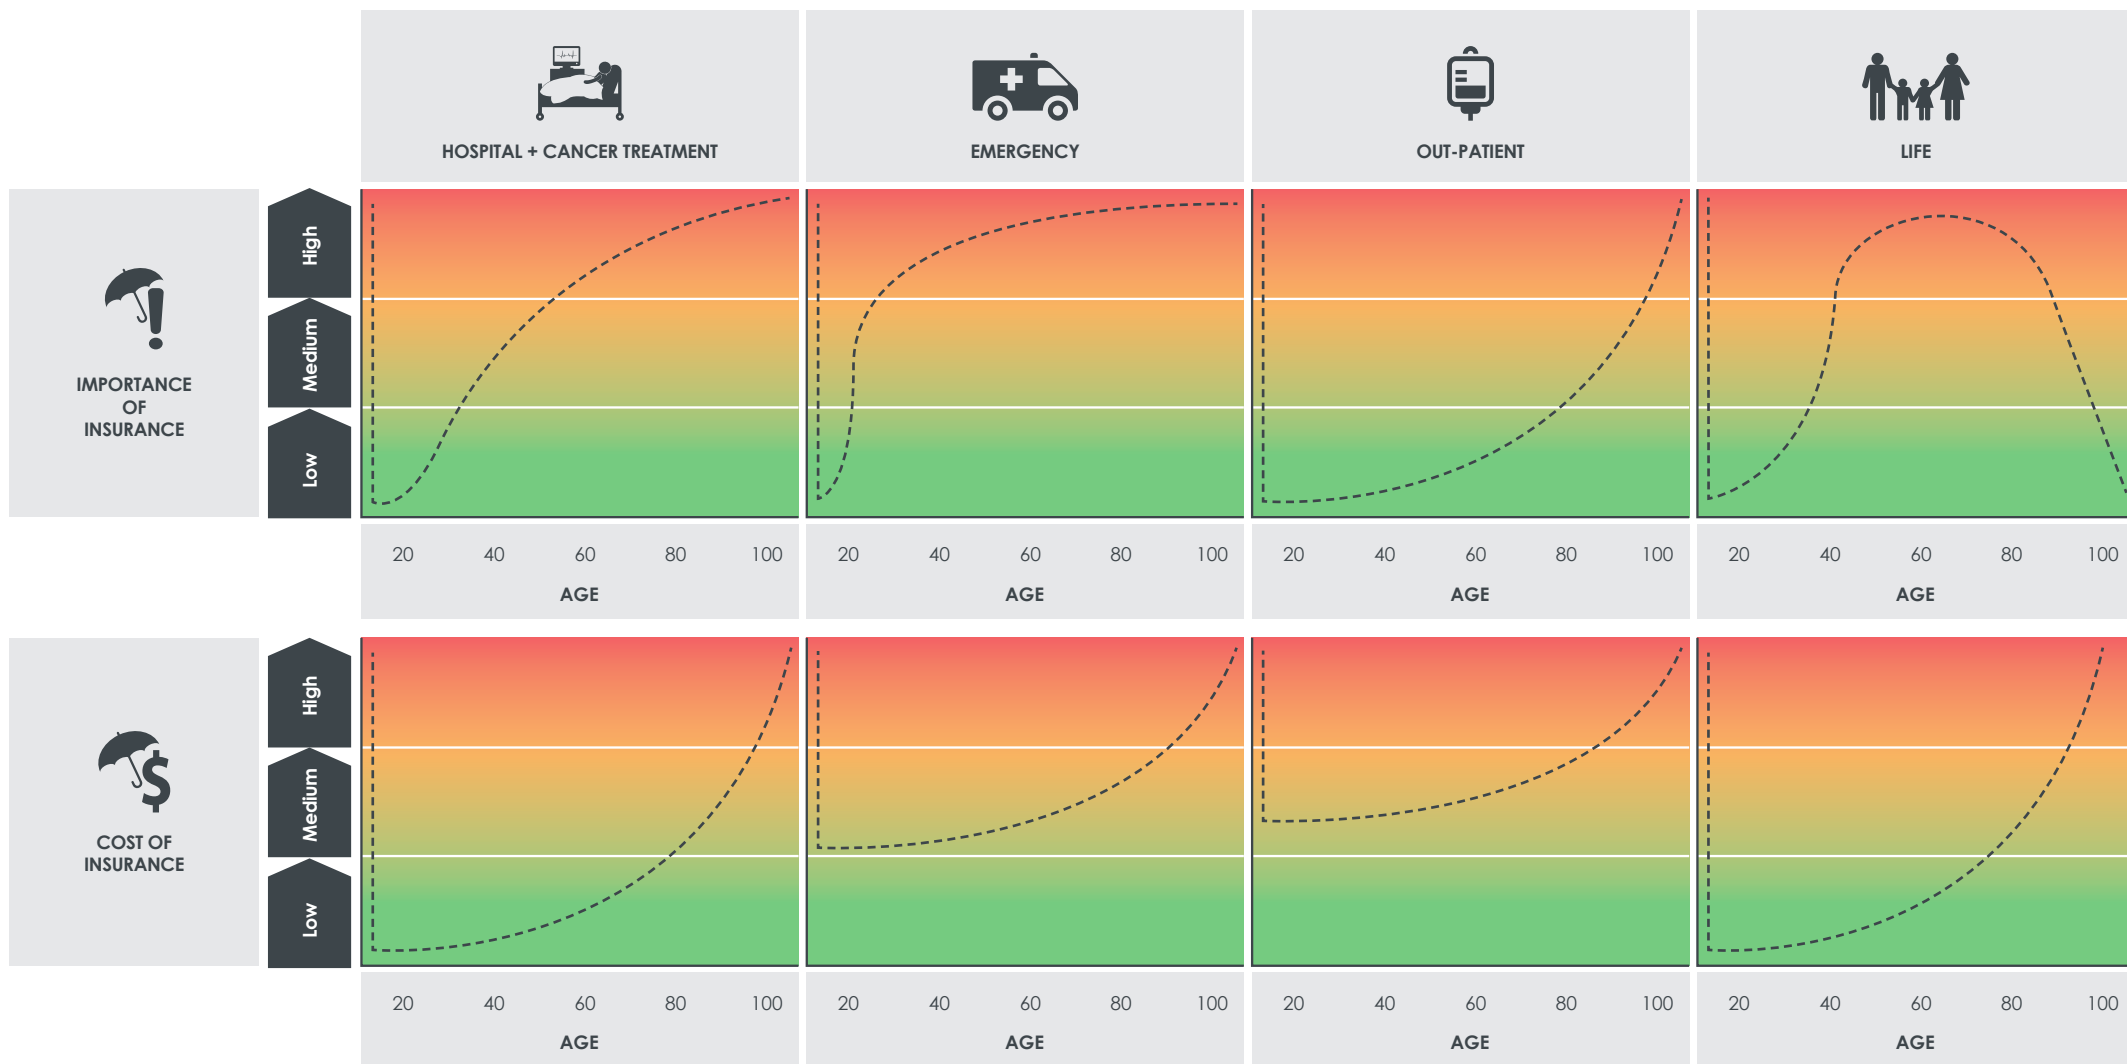 HOSPITAL + CANCER TREATMENT
EMERGENCY
OUT-PATIENT
LIFE
IMPORTANCE
OF
INSURANCE
High
Medium
Low
20 40 60 80 100
AGE
20 40 60 80 100
AGE
20 40 60 80 100
AGE
20 40 60 80 100
AGE
$
COST OF
INSURANCE
High
Medium
Low
20 40 60 80 100
AGE
20 40 60 80 100
AGE
20 40 60 80 100
AGE
20 40 60 80 100
AGE